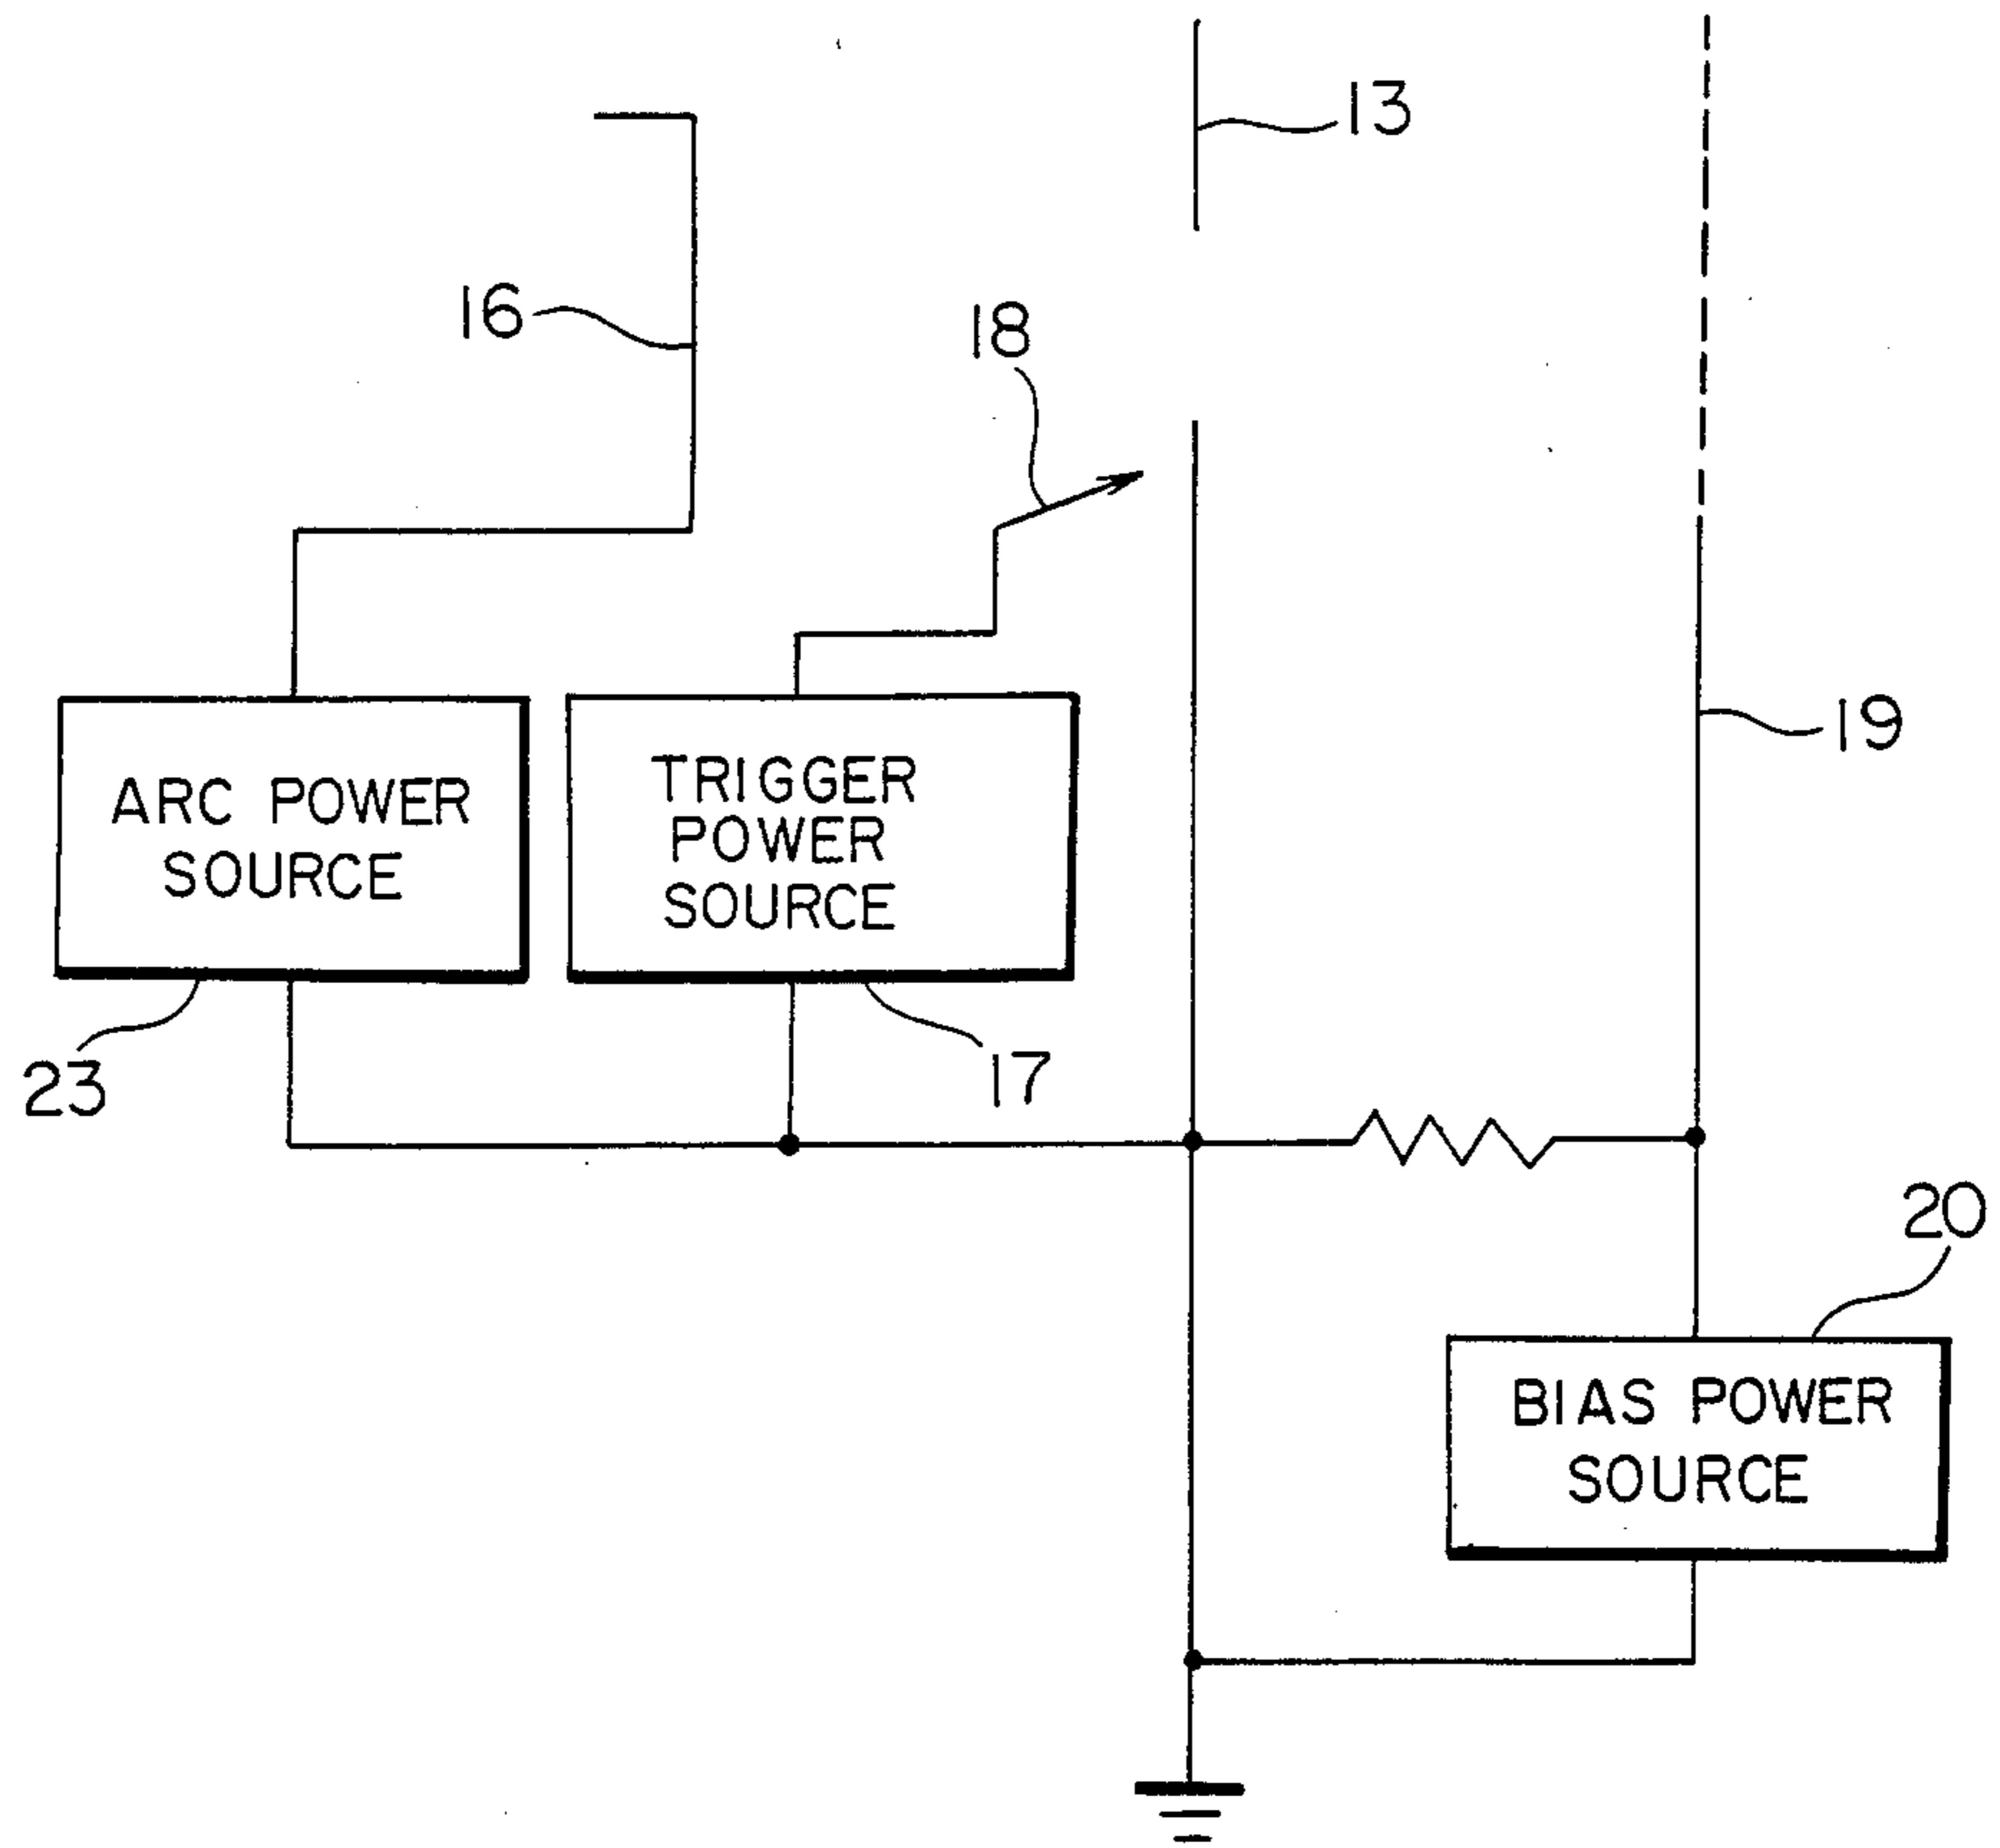 13
16
18
19
ARC POWER
SOURCE
TRIGGER
POWER
SOURCE
23
17
20
BIAS POWER
SOURCE